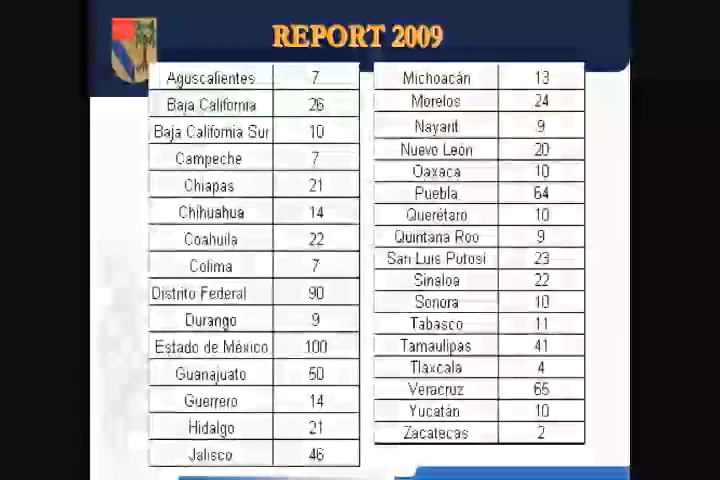 REPORT 2009
Aguascalientes 7
Baja California 26
Baja California Sur 10
Campeche 7
Chiapas 21
Chihuahua 14
Coahuila 22
Colima 7
Distrito Federal 90
Durango 9
Estado de México 100
Guanajuato 50
Guerrero 14
Hidalgo 21
Jalisco 46
Michoacán 13
Morelos 24
Nayarit 9
Nuevo León 20
Oaxaca 10
Puebla 64
Querétaro 10
Quintana Roo 9
San Luis Potosí 23
Sinaloa 22
Sonora 10
Tabasco 11
Tamaulipas 41
Tlaxcala 4
Veracruz 65
Yucatán 10
Zacatecas 2